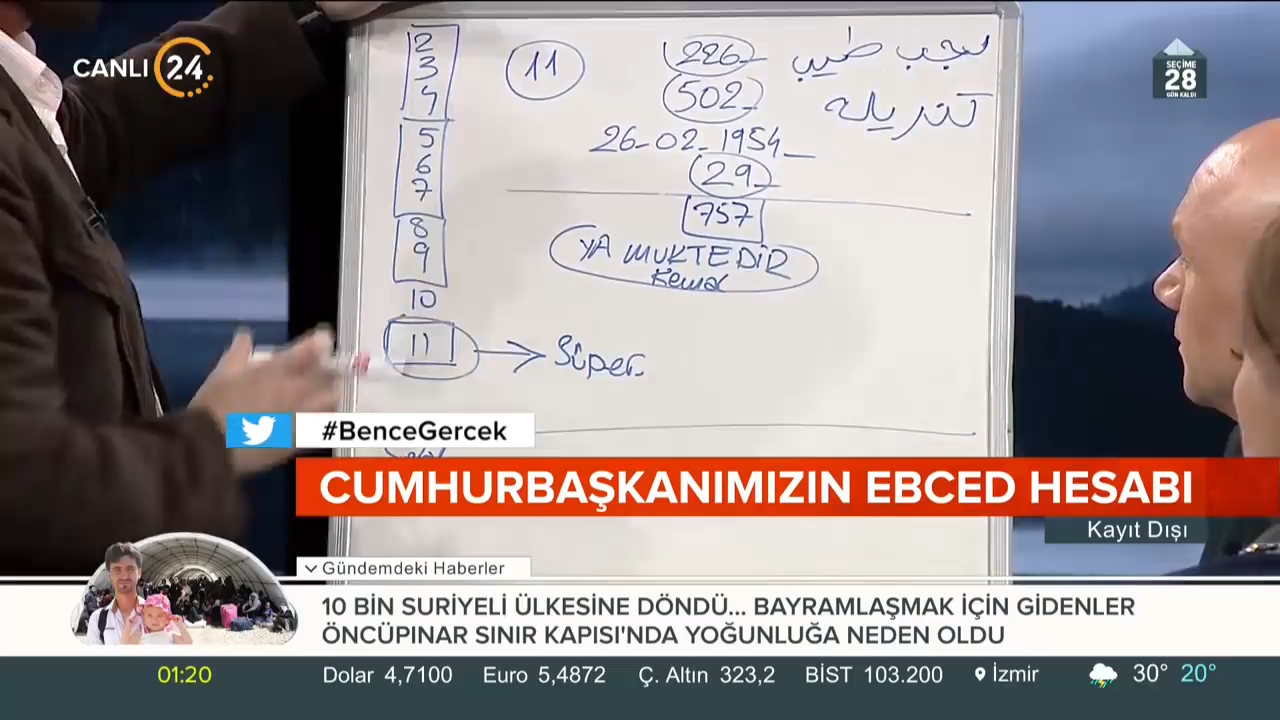 CANLI 24
SEÇİME
28
GÜN KALDI
2
3
4
5
6
7
8
9
10
11
Süper.
11
226
طيب
502
26-02-1954
29
757
YA MUKTEDİR
Kemal
#BenceGercek
CUMHURBAŞKANIMIZIN EBCED HESABI
Kayıt Dışı
Gündemdeki Haberler
10 BİN SURİYELİ ÜLKESİNE DÖNDÜ... BAYRAMLAŞMAK İÇİN GİDENLER
ÖNCÜPINAR SINIR KAPISI'NDA YOĞUNLUĞA NEDEN OLDU
01:20 Dolar 4,7100 Euro 5,4872 Ç. Altın 323,2 BİST 103.200 İzmir 30° 20°